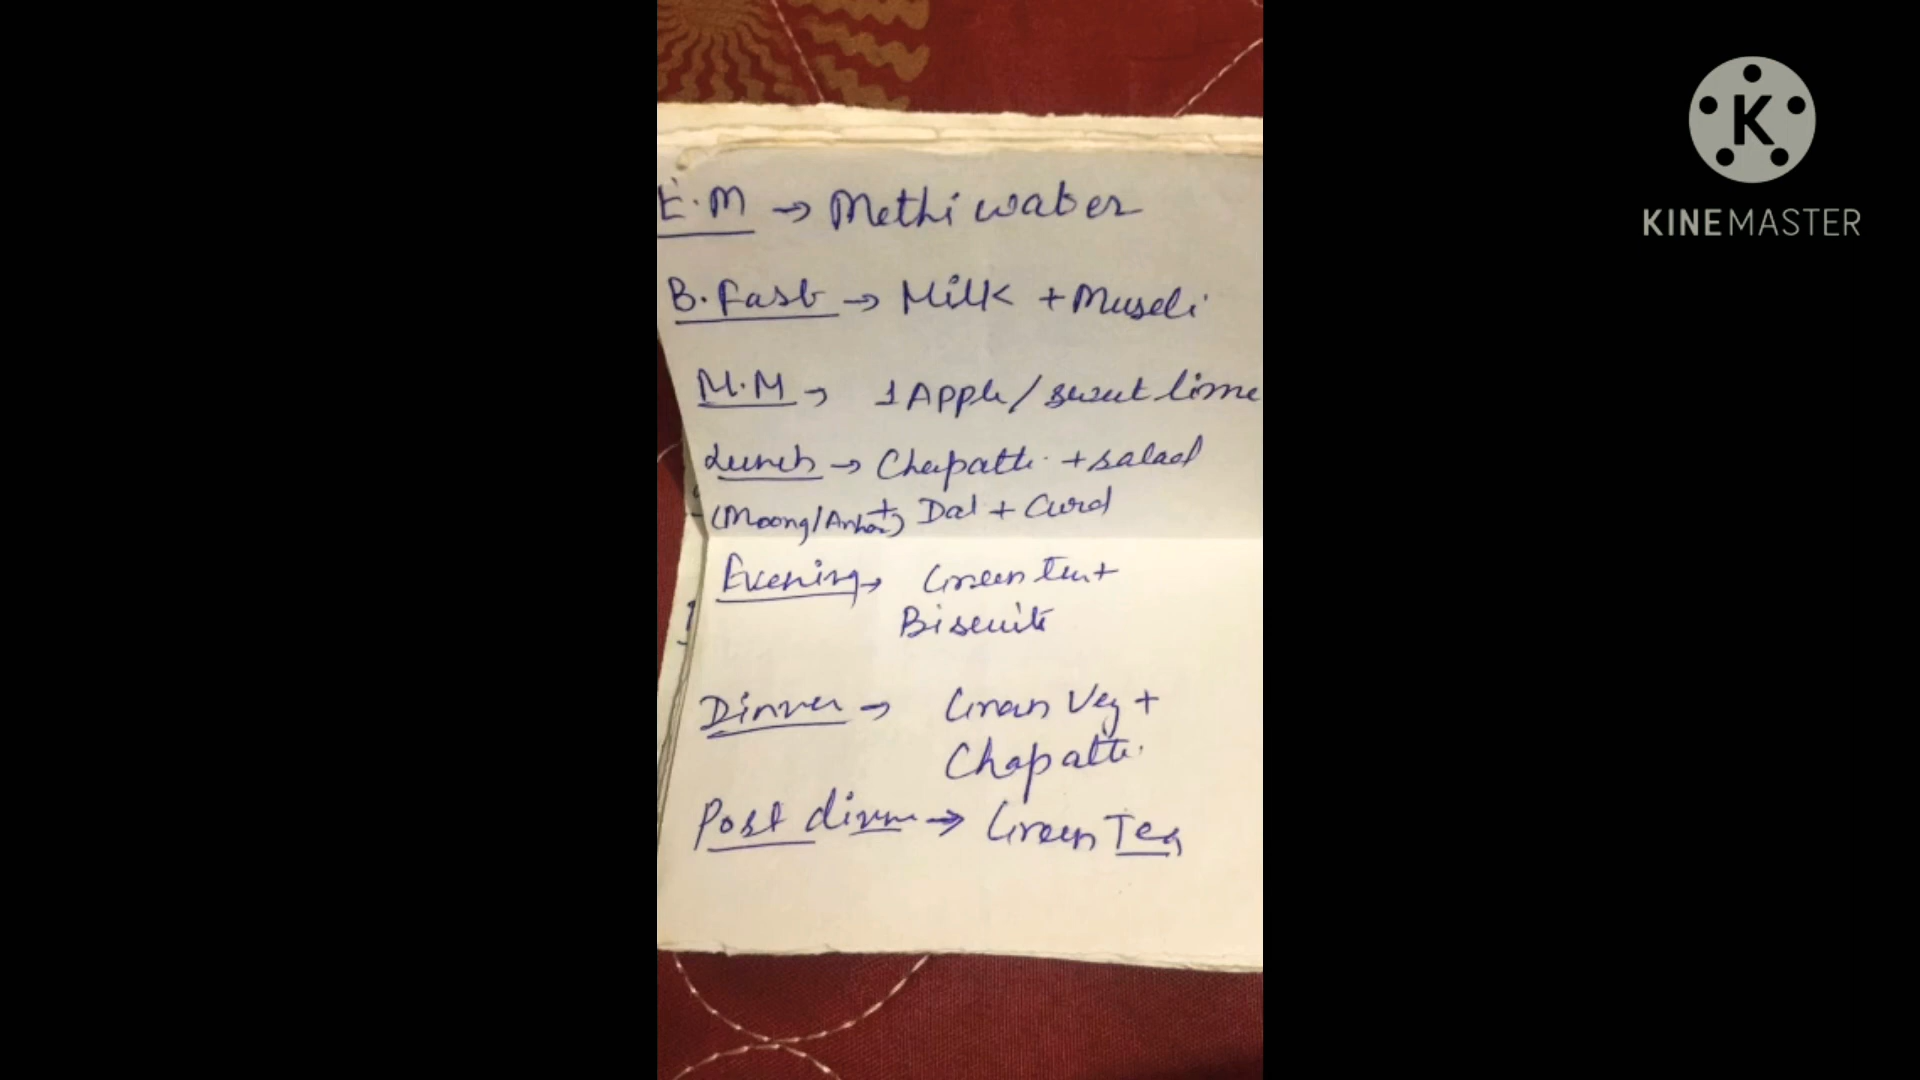 E.M → Methi water
B.Fast → Milk + Museli
M.M → 1 Apple / sweet lime
Lunch → Chapatti + salad
(Moong/Arhar) + Dal + Curd
Evening → Green Tea +
Biscuits
Dinner → Green Veg +
Chapatti
Post dinner → Green Tea
K
KINEMASTER